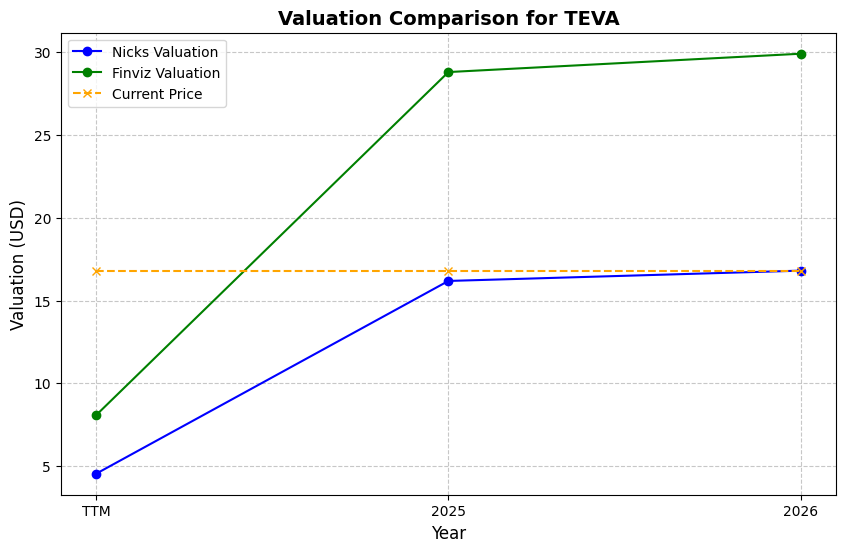 Valuation Comparison for TEVA
Nicks Valuation
Finviz Valuation
Current Price
Valuation (USD)
30
25
20
15
10
5
TTM
2025
2026
Year